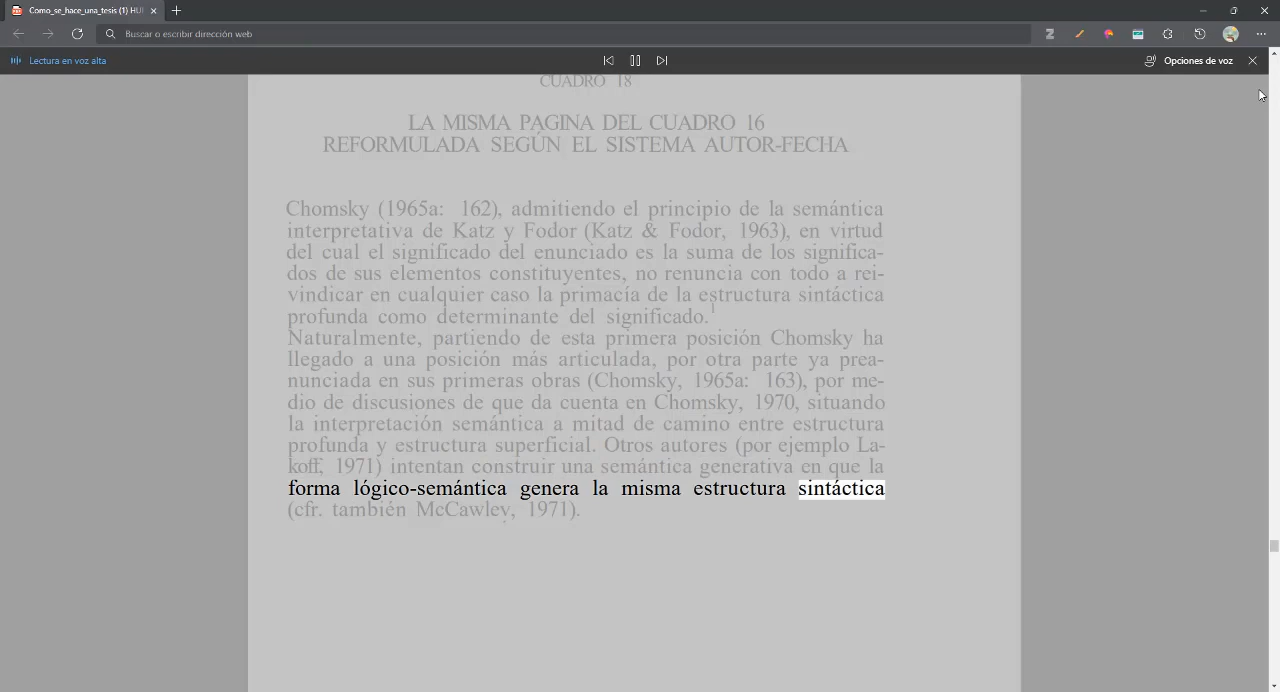 Como_se_hace_una_tesis (1) HUI
Buscar o escribir dirección web
Lectura en voz alta
Opciones de voz
CUADRO 18
LA MISMA PAGINA DEL CUADRO 16
REFORMULADA SEGÚN EL SISTEMA AUTOR-FECHA
Chomsky (1965a: 162), admitiendo el principio de la semántica
interpretativa de Katz y Fodor (Katz & Fodor, 1963), en virtud
del cual el significado del enunciado es la suma de los significa-
dos de sus elementos constituyentes, no renuncia con todo a rei-
vindicar en cualquier caso la primacía de la estructura sintáctica
profunda como determinante del significado.1
Naturalmente, partiendo de esta primera posición Chomsky ha
llegado a una posición más articulada, por otra parte ya prea-
nunciada en sus primeras obras (Chomsky, 1965a: 163), por me-
dio de discusiones de que da cuenta en Chomsky, 1970, situando
la interpretación semántica a mitad de camino entre estructura
profunda y estructura superficial. Otros autores (por ejemplo La-
koff, 1971) intentan construir una semántica generativa en que la
forma lógico-semántica genera la misma estructura sintáctica
(cfr. también McCawley, 1971).